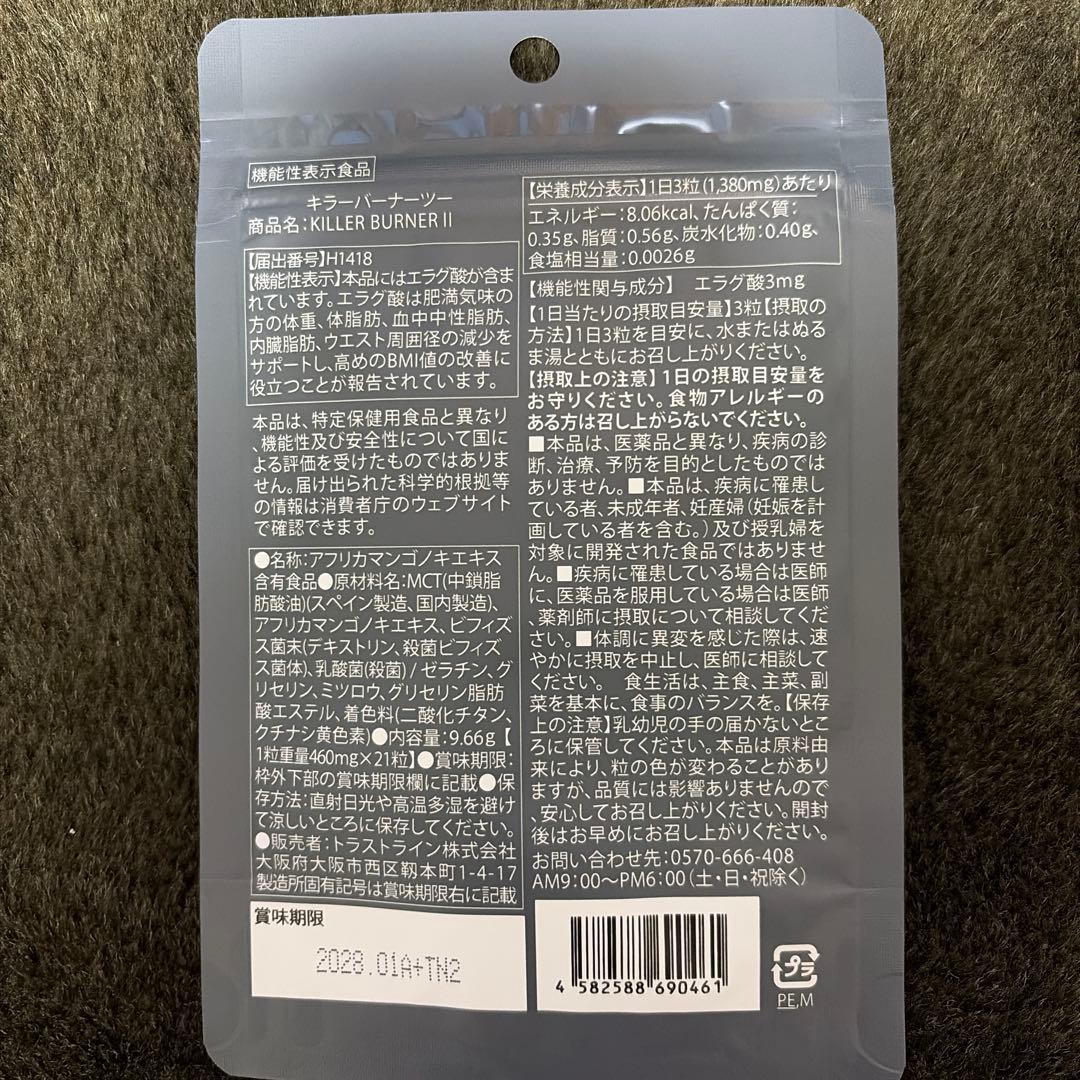 機能性表示食品
キラーバーナーツー
商品名：KILLER BURNER II
【届出番号】H1418
【機能性表示】本品にはエラグ酸が含ま
れています。エラグ酸は肥満気味の
方の体重、体脂肪、血中中性脂肪、
内臓脂肪、ウエスト周囲径の減少を
サポートし、高めのBMI値の改善に
役立つことが報告されています。
本品は、特定保健用食品と異なり
、機能性及び安全性について国に
よる評価を受けたものではありま
せん。届け出られた科学的根拠等
の情報は消費者庁のウェブサイト
で確認できます。
●名称：アフリカマンゴノキエキス
含有食品●原材料名：MCT(中鎖脂
肪酸油)(スペイン製造、国内製造)、
アフリカマンゴノキエキス、ビフィズ
ス菌末(デキストリン、殺菌ビフィズ
ス菌体)、乳酸菌(殺菌) / ゼラチン、グ
リセリン、ミツロウ、グリセリン脂肪
酸エステル、着色料(二酸化チタン、
クチナシ黄色素)●内容量：9.66g【
1粒重量460mg×21粒】●賞味期限：
枠外下部の賞味期限欄に記載●保
存方法：直射日光や高温多湿を避け
て涼しいところに保存してください。
●販売者：トラストライン株式会社
大阪府大阪市西区靱本町1-4-17
製造所固有記号は賞味期限右に記載
賞味期限
2028.01A+TN2
【栄養成分表示】1日3粒(1,380mg)あたり
エネルギー：8.06kcal、たんぱく質：
0.35g、脂質：0.56g、炭水化物：0.40g、
食塩相当量：0.0026g
【機能性関与成分】 エラグ酸3mg
【1日当たりの摂取目安量】3粒【摂取の
方法】1日3粒を目安に、水またはぬる
ま湯とともにお召し上がりください。
【摂取上の注意】1日の摂取目安量を
お守りください。食物アレルギーの
ある方は召し上がらないでください。
■本品は、医薬品と異なり、疾病の診
断、治療、予防を目的としたものでは
ありません。■本品は、疾病に罹患し
ている者、未成年者、妊産婦(妊娠を計
画している者を含む。)及び授乳婦を
対象に開発された食品ではありませ
ん。■疾病に罹患している場合は医師
に、医薬品を服用している場合は医師
、薬剤師に摂取について相談してくだ
さい。■体調に異変を感じた際は、速
やかに摂取を中止し、医師に相談して
ください。 食生活は、主食、主菜、副
菜を基本に、食事のバランスを。【保存
上の注意】乳幼児の手の届かないとこ
ろに保管してください。本品は原料由
来により、粒の色が変わることがあり
ますが、品質には影響ありませんので
、安心してお召し上がりください。開封
後はお早めにお召し上がりください。
お問い合わせ先：0570-666-408
AM9：00〜PM6：00（土・日・祝除く）
4 582588 690461
プラ
PE,M